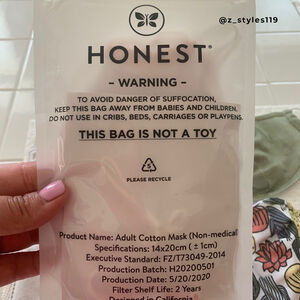 @z_styles119
HONEST®
– WARNING –
TO AVOID DANGER OF SUFFOCATION,
KEEP THIS BAG AWAY FROM BABIES AND CHILDREN.
DO NOT USE IN CRIBS, BEDS, CARRIAGES OR PLAYPENS.
THIS BAG IS NOT A TOY
5
PLEASE RECYCLE
Product Name: Adult Cotton Mask (Non-medical)
Specifications: 14x20cm ( ± 1cm)
Executive Standard: FZ/T73049-2014
Production Batch: H20200501
Production Date: 5/20/2020
Filter Shelf Life: 2 Years
Designed in California